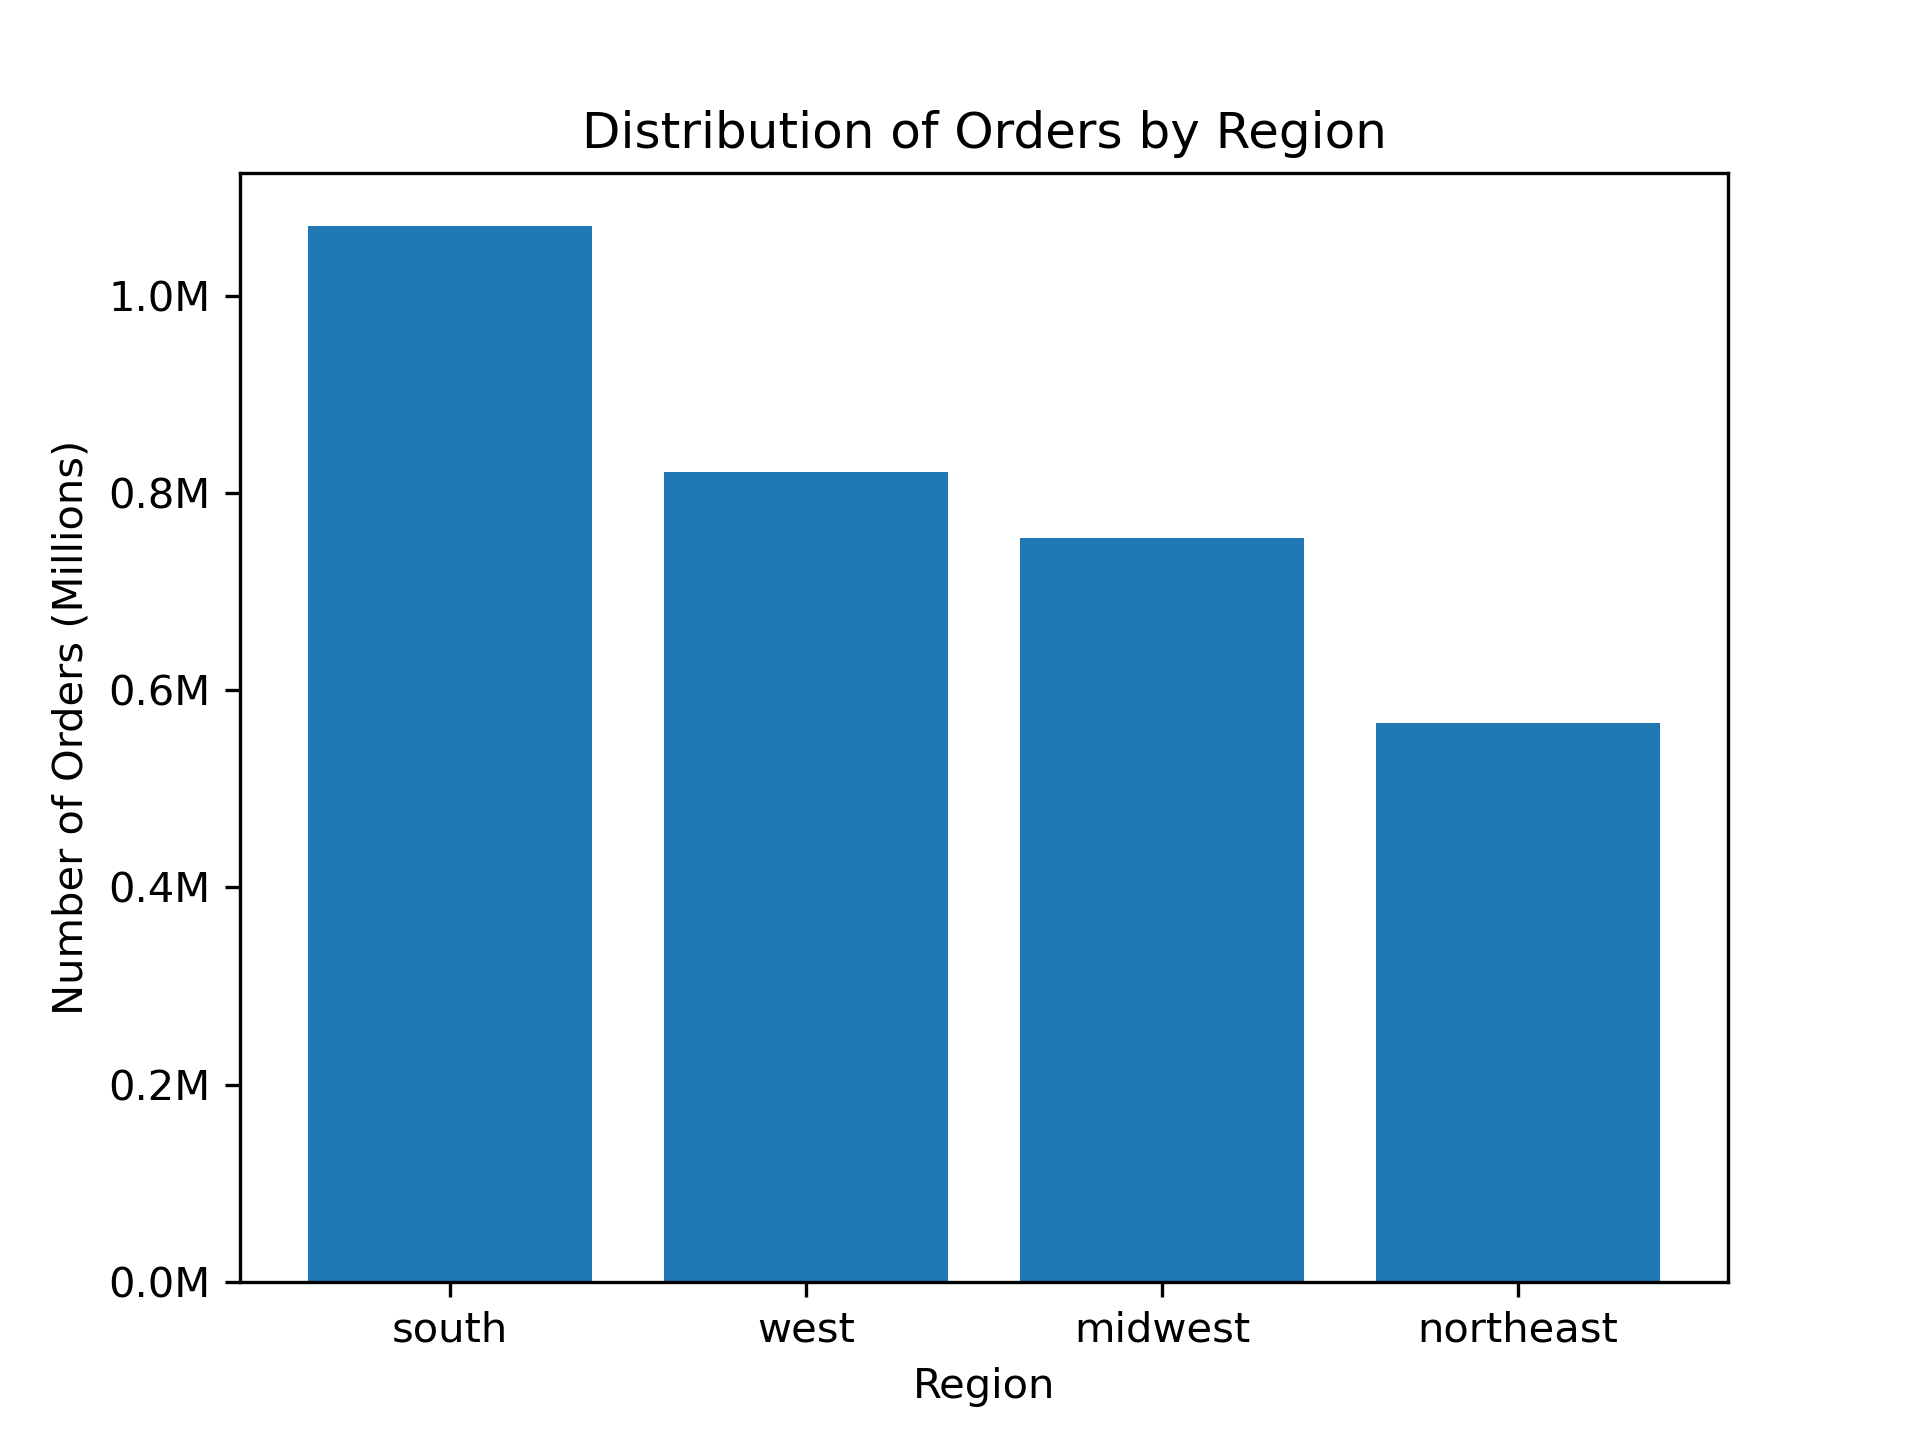 Distribution of Orders by Region
Number of Orders (Millions)
1.0M
0.8M
0.6M
0.4M
0.2M
0.0M
south west midwest northeast
Region